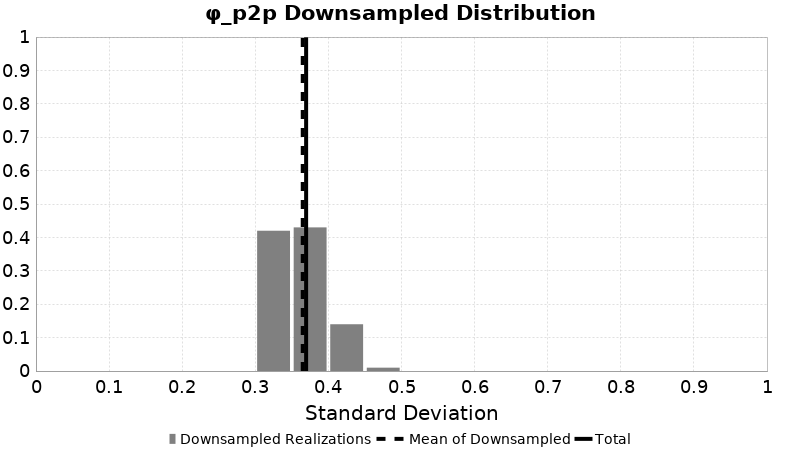 φ_p2p Downsampled Distribution
1
0.9
0.8
0.7
0.6
0.5
0.4
0.3
0.2
0.1
0
0 0.1 0.2 0.3 0.4 0.5 0.6 0.7 0.8 0.9 1
Standard Deviation
Downsampled Realizations Mean of Downsampled Total